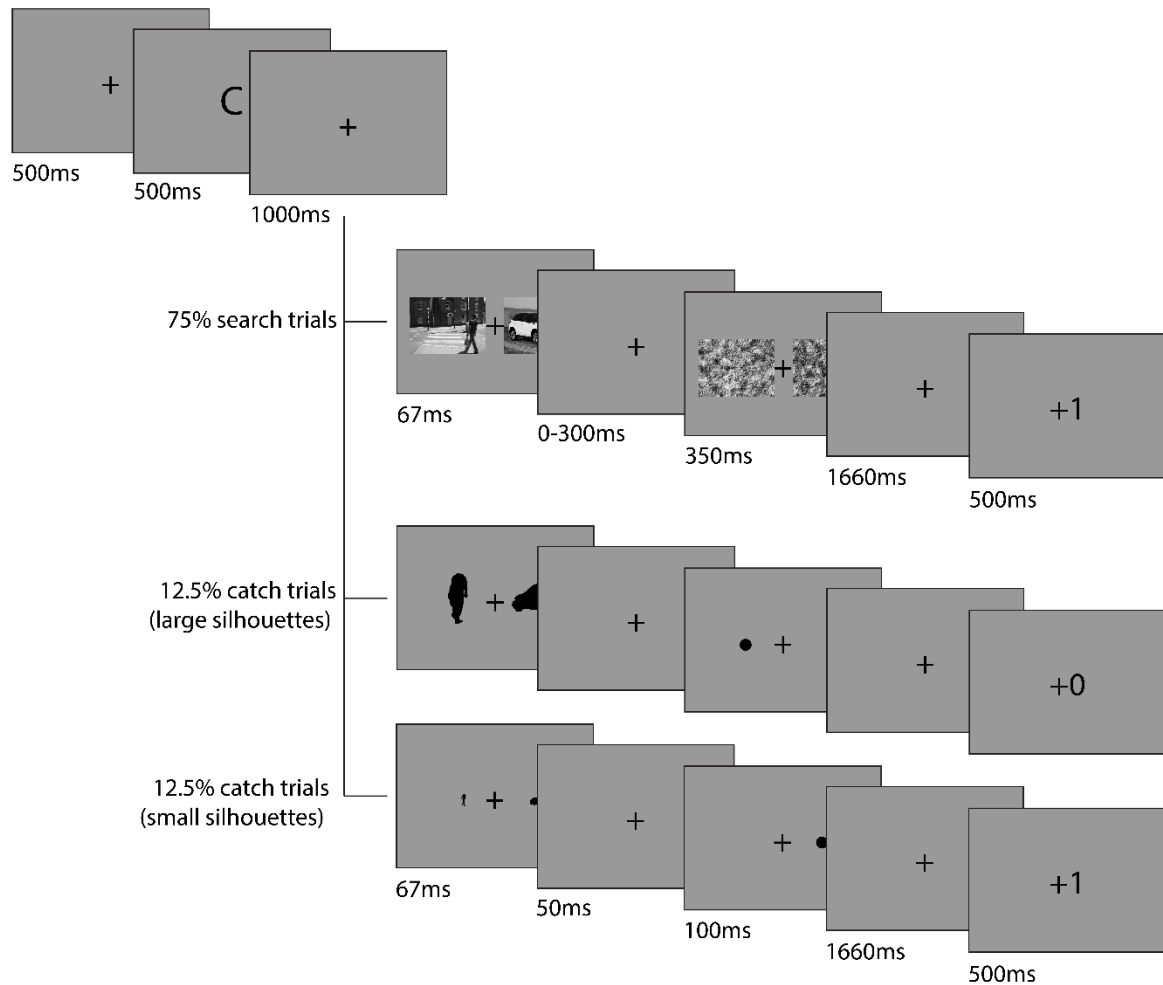 +
C
+
500ms
500ms
1000ms
75% search trials
+
+
+
+
+1
67ms
0-300ms
350ms
1660ms
500ms
12.5% catch trials
(large silhouettes)
+
+
+
+
+0
12.5% catch trials
(small silhouettes)
+
+
+
+
+1
67ms
50ms
100ms
1660ms
500ms